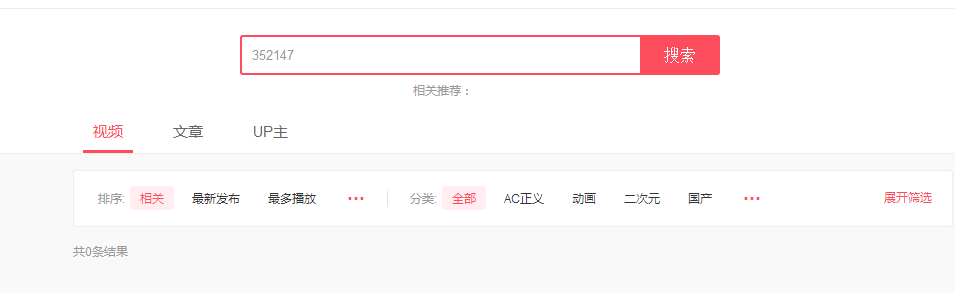 352147 搜索
相关推荐：
视频 文章 UP主
排序: 相关 最新发布 最多播放 ··· 分类: 全部 AC正义 动画 二次元 国产 ··· 展开筛选
共0条结果